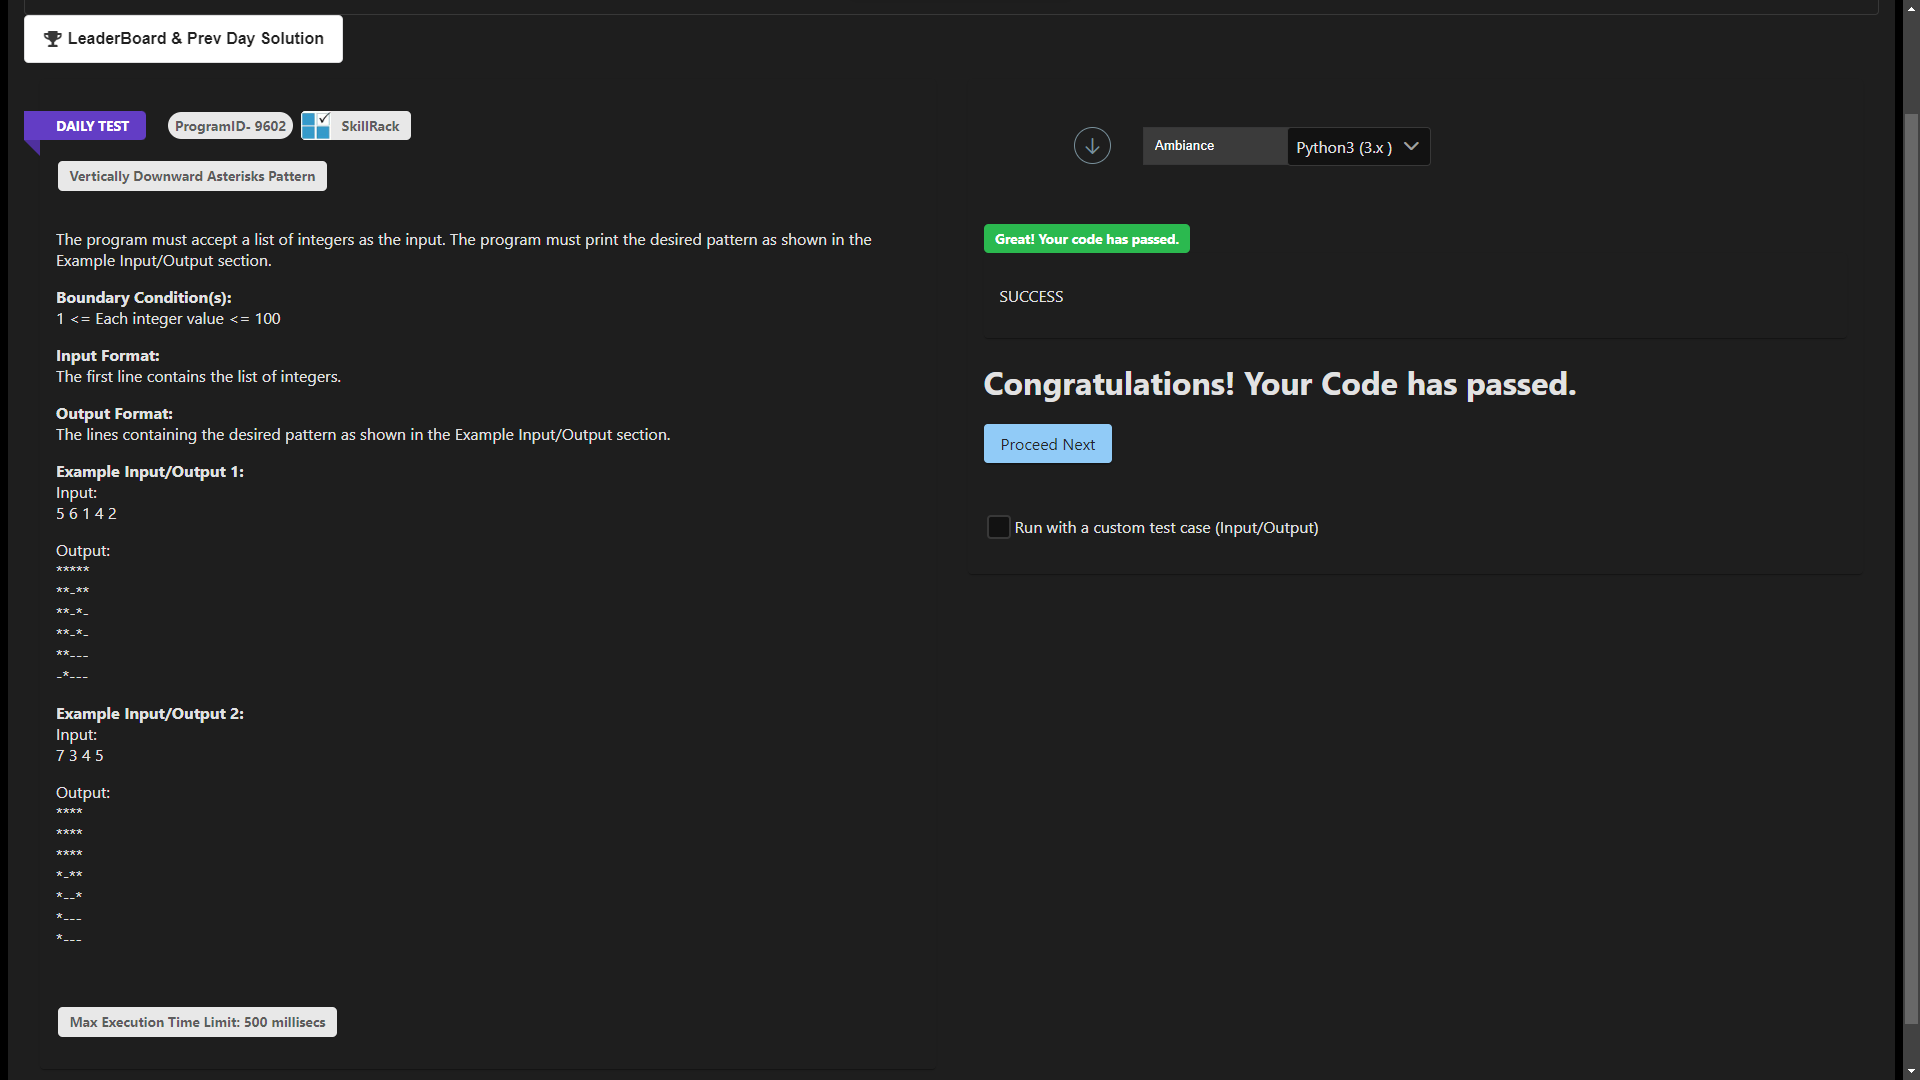 LeaderBoard & Prev Day Solution
DAILY TEST
ProgramID- 9602
SkillRack
Ambiance
Python3 (3.x )
Vertically Downward Asterisks Pattern
The program must accept a list of integers as the input. The program must print the desired pattern as shown in the
Example Input/Output section.
Boundary Condition(s):
1 <= Each integer value <= 100
Input Format:
The first line contains the list of integers.
Output Format:
The lines containing the desired pattern as shown in the Example Input/Output section.
Example Input/Output 1:
Input:
5 6 1 4 2
Output:
*****
**-**
**-*-
**-*-
**---
-*---
Example Input/Output 2:
Input:
7 3 4 5
Output:
****
****
****
*-**
*--*
*---
*---
Max Execution Time Limit: 500 millisecs
Great! Your code has passed.
SUCCESS
Congratulations! Your Code has passed.
Proceed Next
Run with a custom test case (Input/Output)